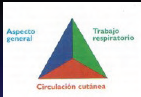 Aspecto
general
Trabajo
respiratorio
Circulación cutánea